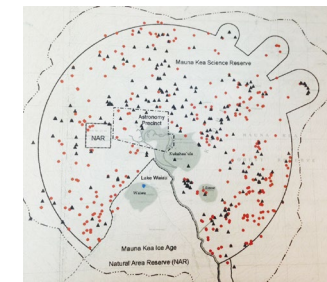 Mauna Kea Science Reserve
Astronomy
Precinct
NAR
Lake Waiau
Mauna Kea Ice Age
Natural Area Reserve (NAR)